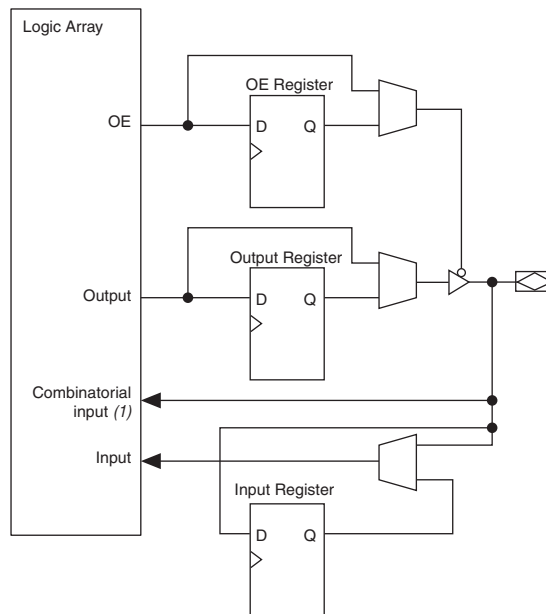 Logic Array
OE Register
OE
D Q
Output Register
Output
D Q
Combinatorial
input (1)
Input
Input Register
D Q